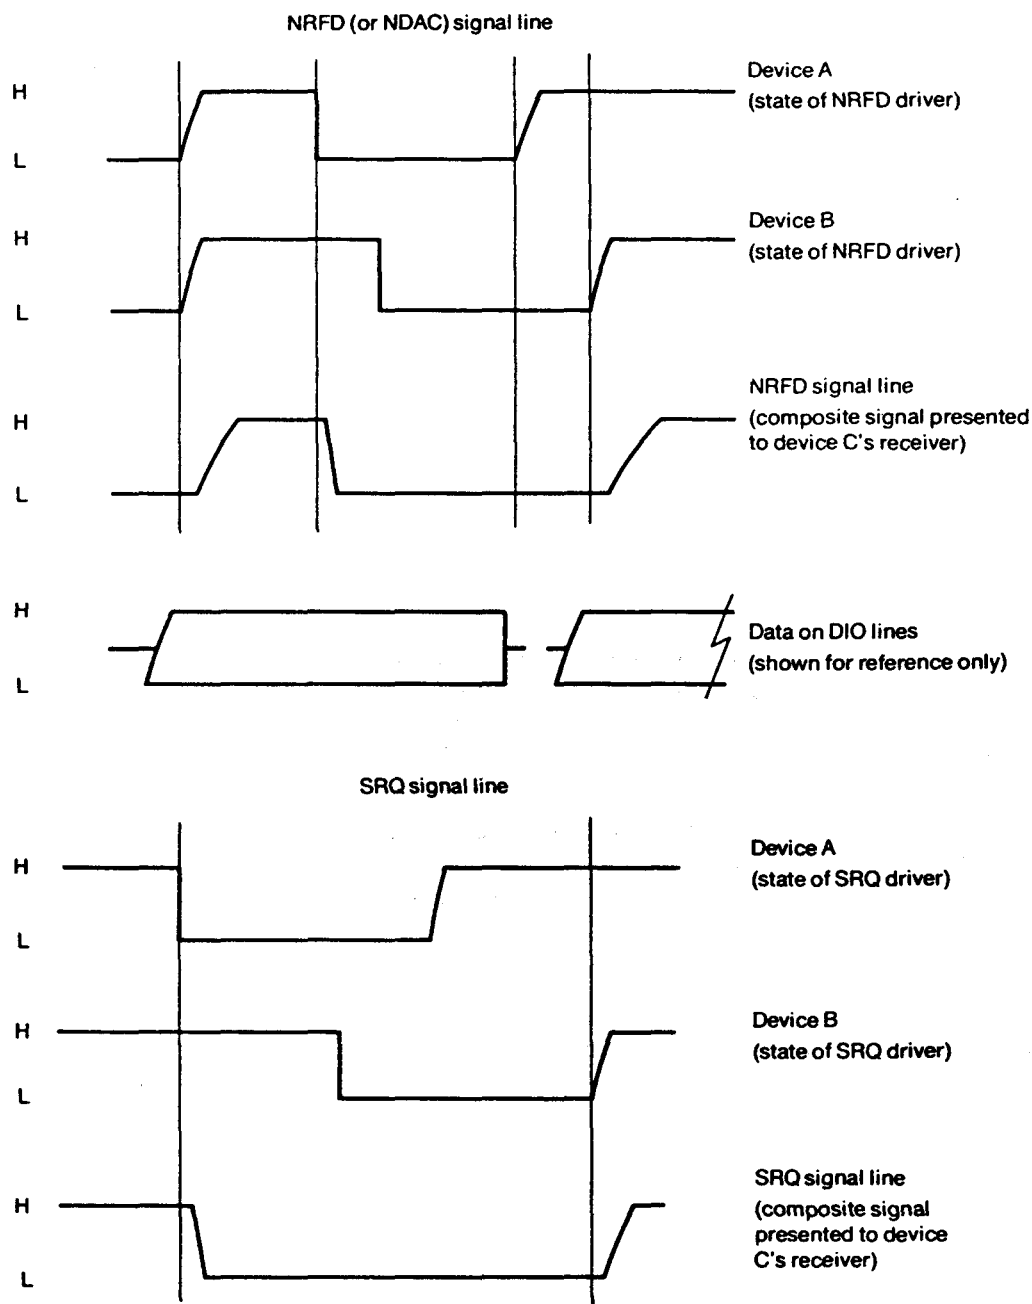 NRFD (or NDAC) signal line
H
L
Device A
(state of NRFD driver)
H
L
Device B
(state of NRFD driver)
H
L
NRFD signal line
(composite signal presented
to device C's receiver)
H
L
Data on DIO lines
(shown for reference only)
SRQ signal line
H
L
Device A
(state of SRQ driver)
H
L
Device B
(state of SRQ driver)
H
L
SRQ signal line
(composite signal
presented to device
C's receiver)